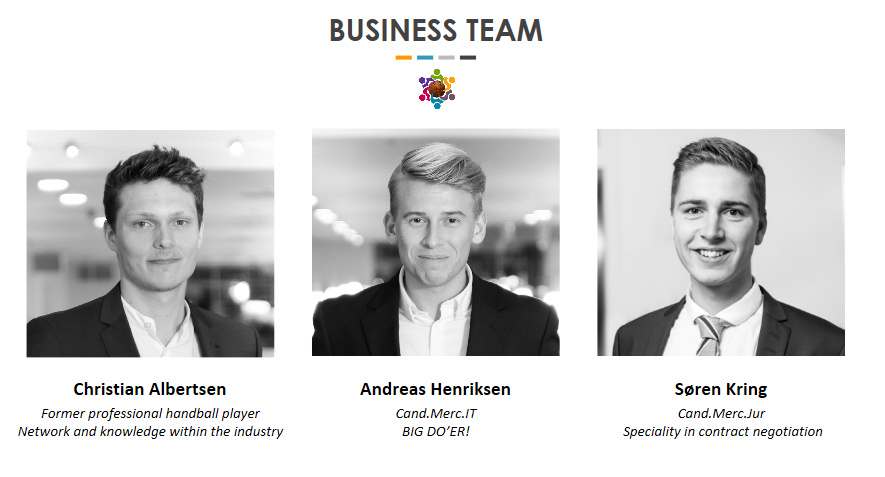 BUSINESS TEAM
Christian Albertsen
Former professional handball player
Network and knowledge within the industry
Andreas Henriksen
Cand.Merc.IT
BIG DO’ER!
Søren Kring
Cand.Merc.Jur
Speciality in contract negotiation